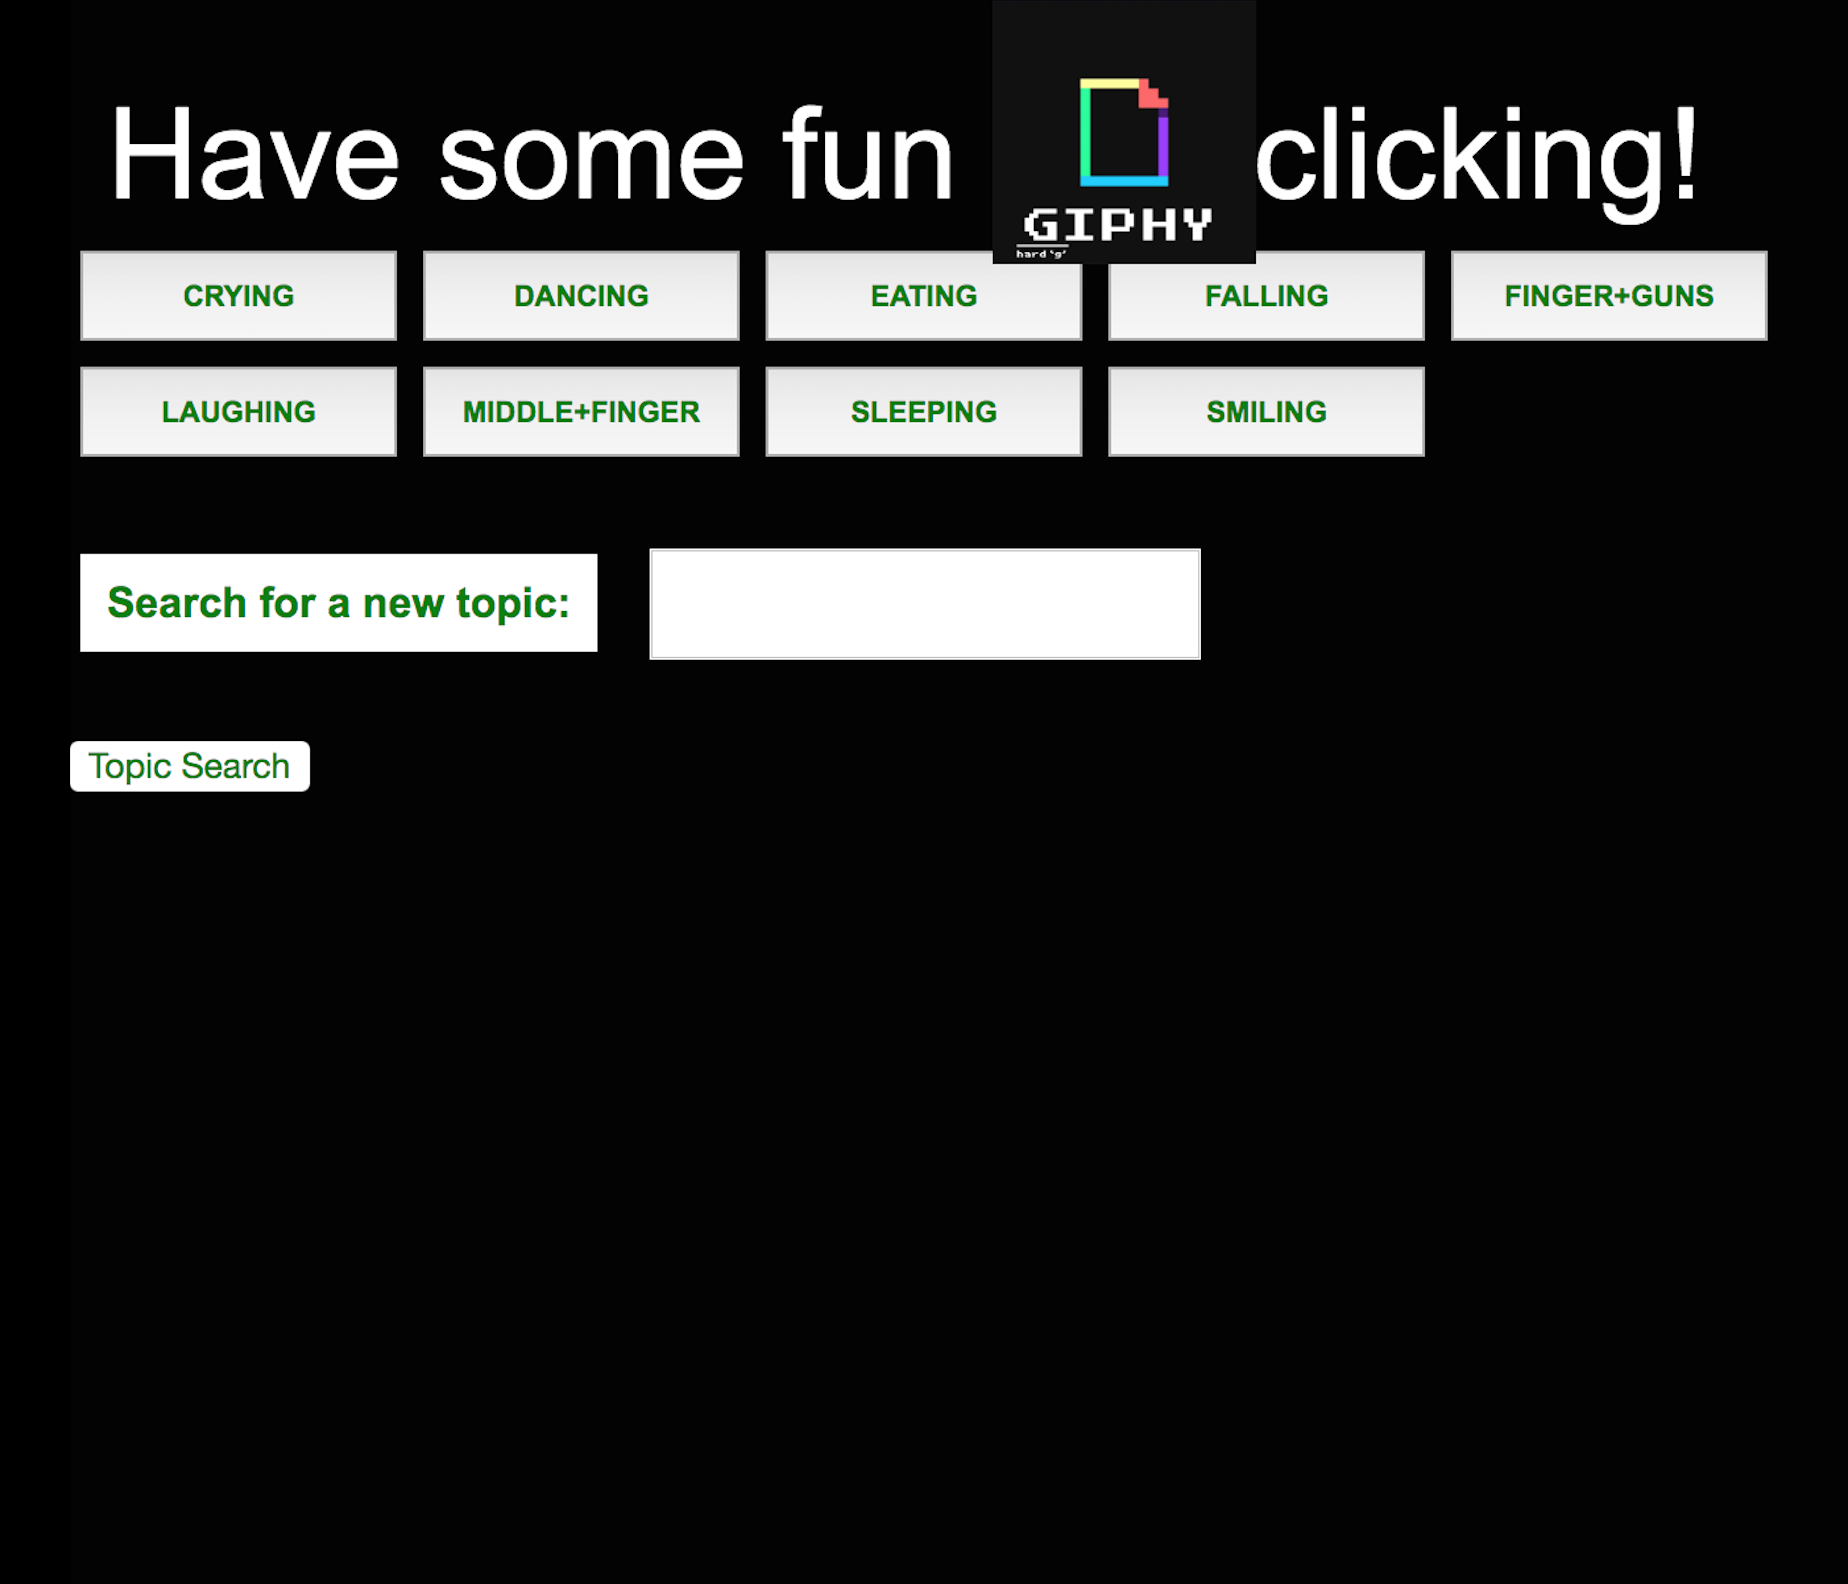 Have some fun GIPHY clicking!
hard 'g'
CRYING DANCING EATING FALLING FINGER+GUNS
LAUGHING MIDDLE+FINGER SLEEPING SMILING
Search for a new topic:
Topic Search